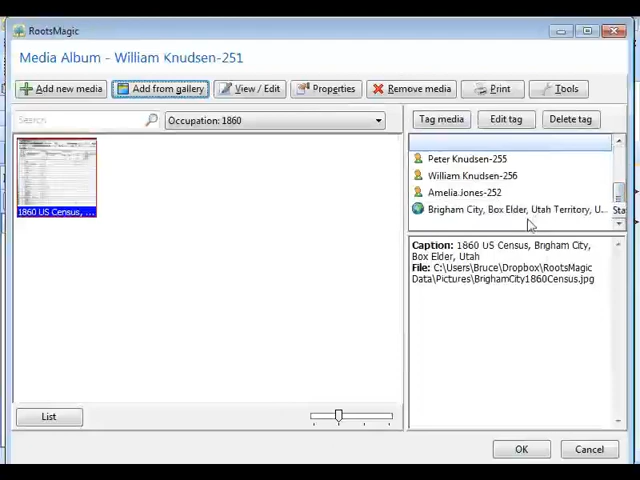 RootsMagic
Media Album - William Knudsen-251
Add new media
Add from gallery
View / Edit
Properties
Remove media
Print
Tools
Search
Occupation: 1860
Tag media
Edit tag
Delete tag
1860 US Census, ...
Peter Knudsen-255
William Knudsen-256
Amelia Jones-252
Brigham City, Box Elder, Utah Territory, U... Sta
Caption: 1860 US Census, Brigham City,
Box Elder, Utah
File: C:\Users\Bruce\Dropbox\RootsMagic
Data\Pictures\BrighamCity1860Census.jpg
List
OK
Cancel